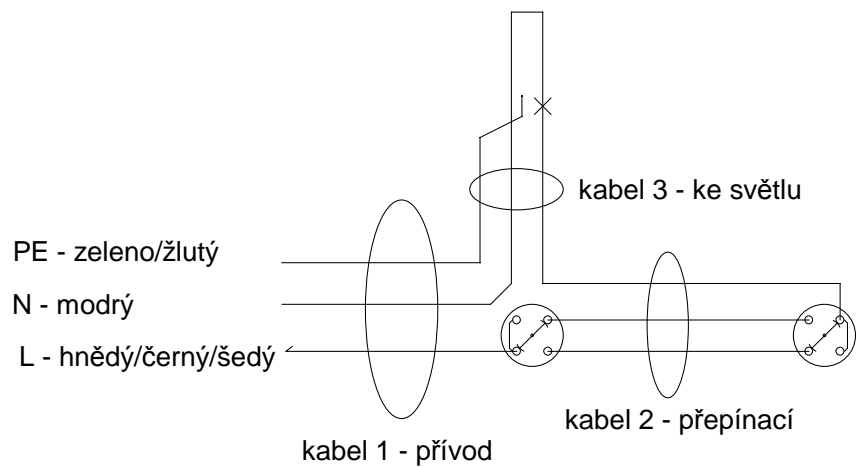 kabel 3 - ke světlu
PE - zeleno/žlutý
N - modrý
L - hnědý/černý/šedý
kabel 2 - přepínací
kabel 1 - přívod